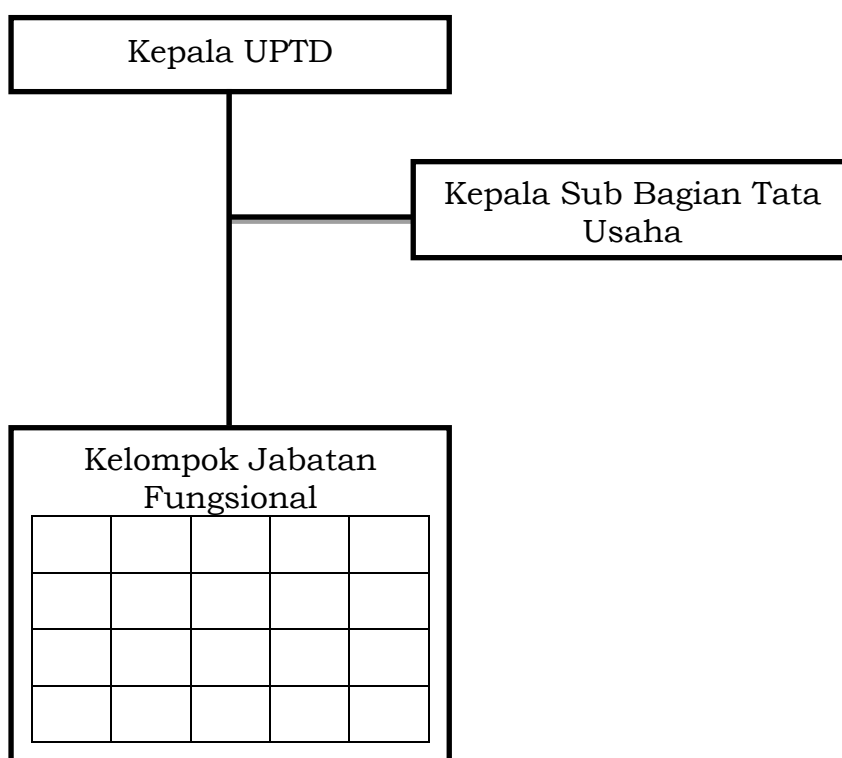 Kepala UPTD
Kepala Sub Bagian Tata
Usaha
Kelompok Jabatan
Fungsional